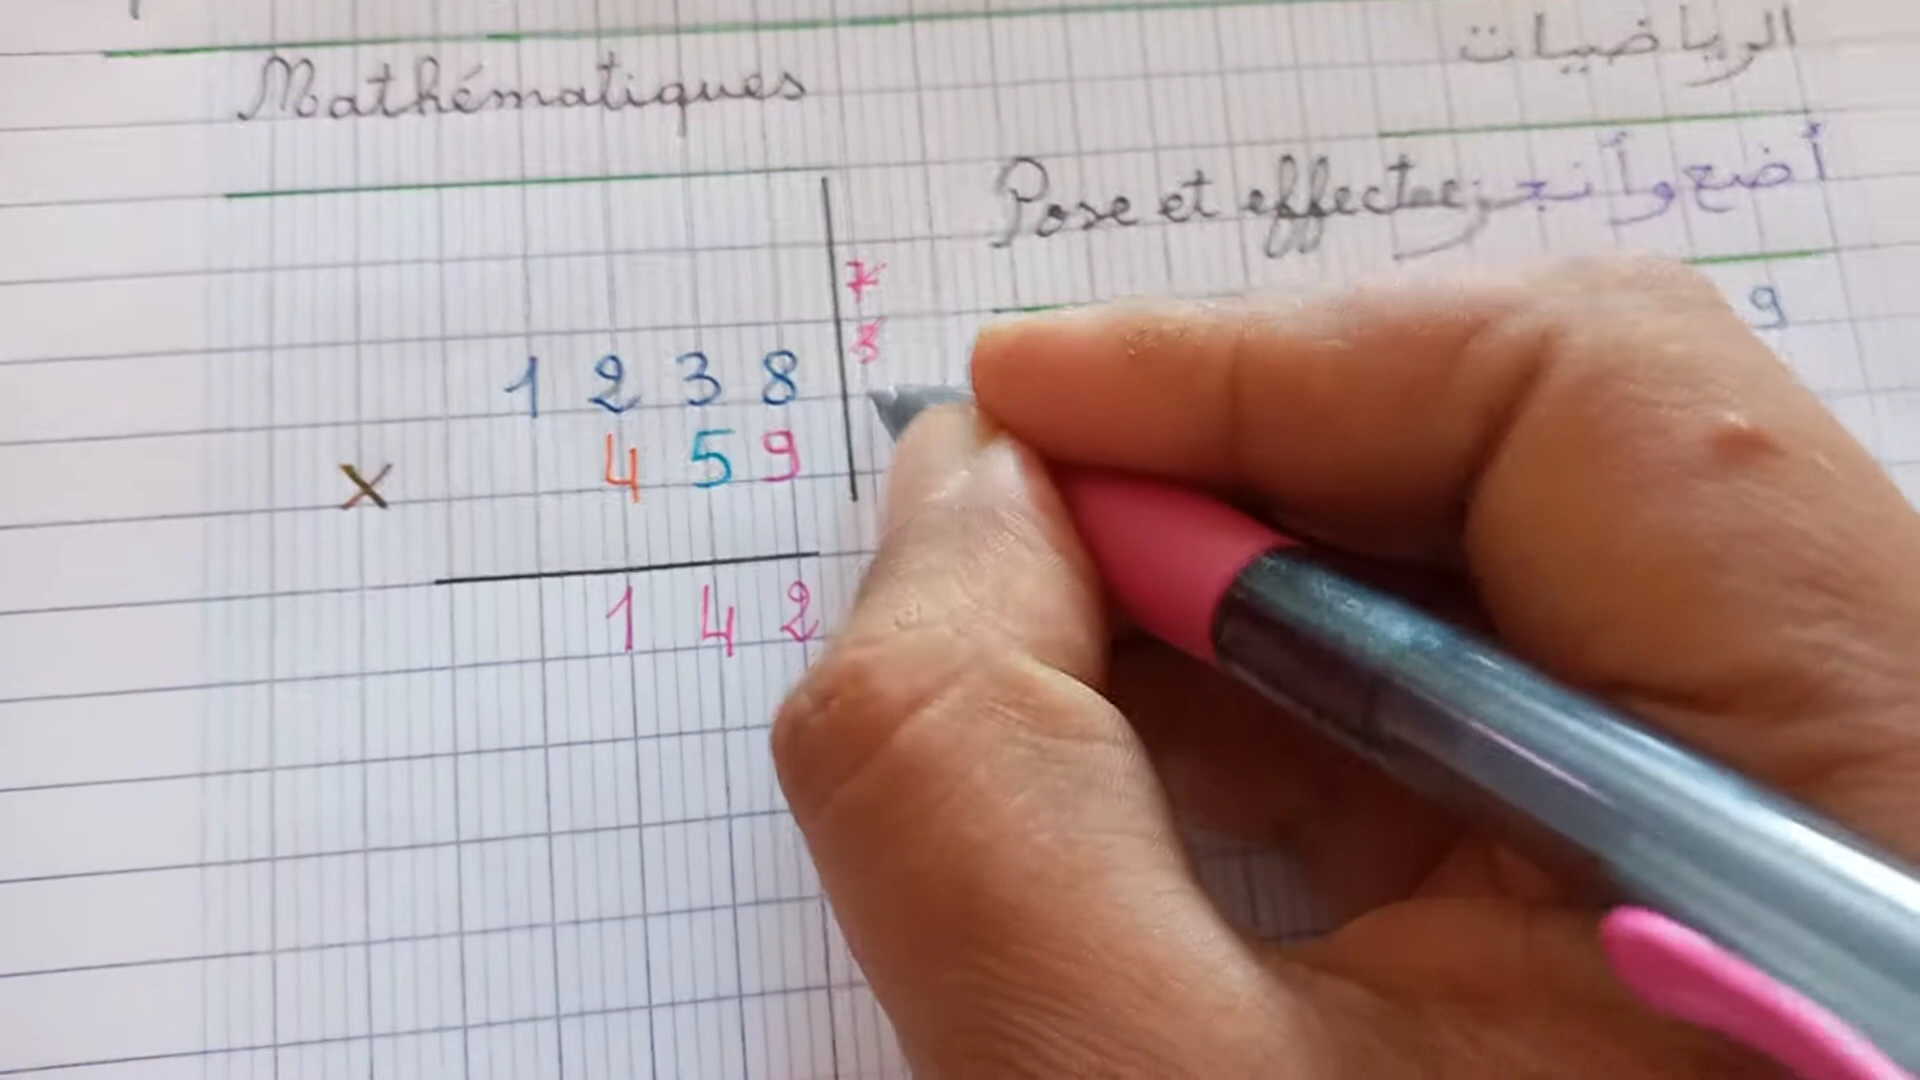 Mathématiques
الرياضيات
Pose et effectue
أضع وأنجز
9
7
3
1 2 3 8
× 4 5 9
1 4 2